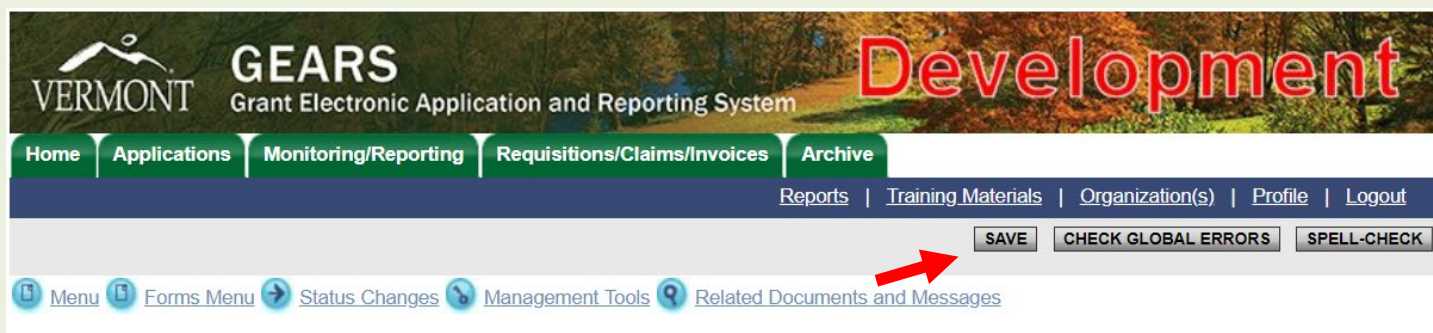 VERMONT
GEARS
Grant Electronic Application and Reporting System
Development
Home Applications Monitoring/Reporting Requisitions/Claims/Invoices Archive
Reports | Training Materials | Organization(s) | Profile | Logout
SAVE CHECK GLOBAL ERRORS SPELL-CHECK
Menu Forms Menu Status Changes Management Tools Related Documents and Messages